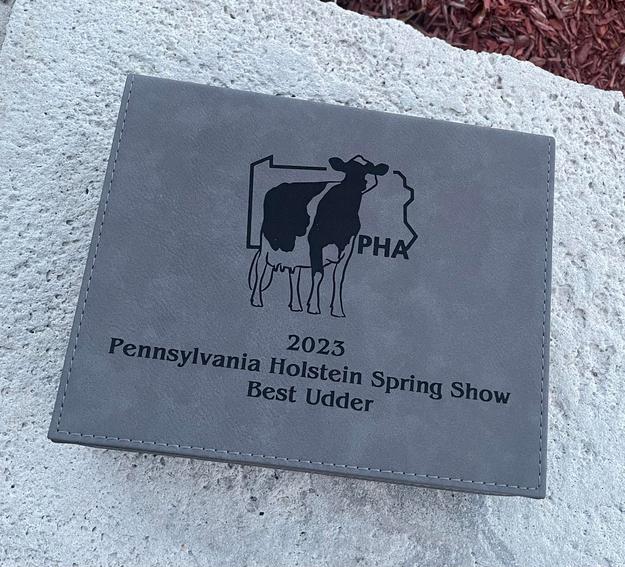 PHA
2023
Pennsylvania Holstein Spring Show
Best Udder